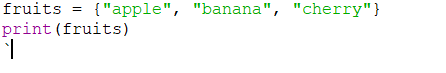 fruits = {"apple", "banana", "cherry"}
print(fruits)
`